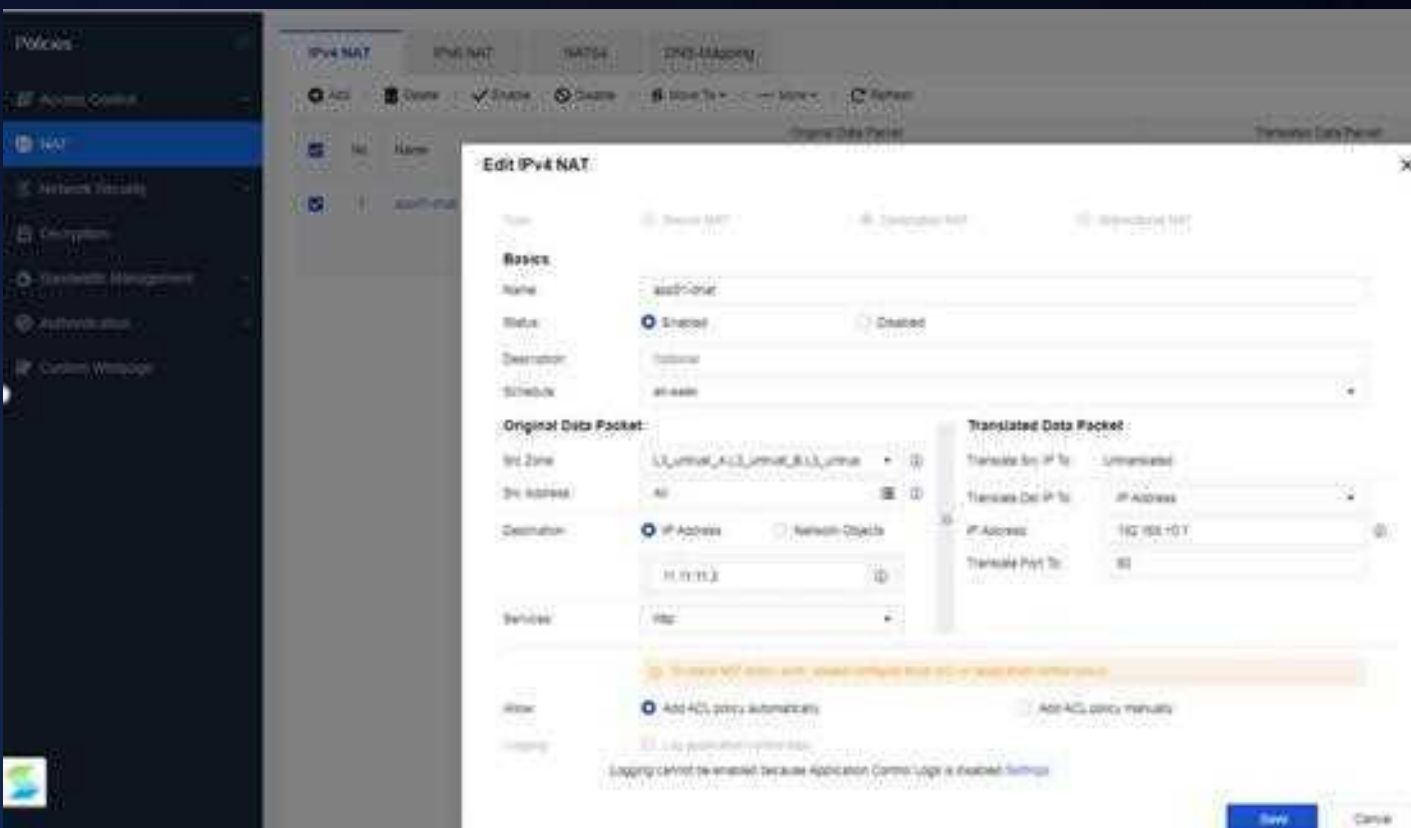 Policies
IPv4 NAT IPv6 NAT NAT64 DNS-Mapping
Access Control
Add Delete Enable Disable Move To More Refresh
NAT
Original Data Packet Translated Data Packet
No. Name
Edit IPv4 NAT
Network Security
1
Type Source NAT Destination NAT Bidirectional NAT
Decryption
Basics
Bandwidth Management
Name
Authentication
Status Enabled Disabled
Custom Webpage
Description Optional
Schedule
Original Data Packet Translated Data Packet
Src Zone Translate Src IP To Untranslated
Src Address All Translate Dst IP To IP Address
Destination IP Address Network Objects IP Address
Translate Port To 80
Services http
Allow Add ACL policy automatically Add ACL policy manually
Logging
Logging cannot be enabled because Application Control Logs is disabled Settings
Save Cancel